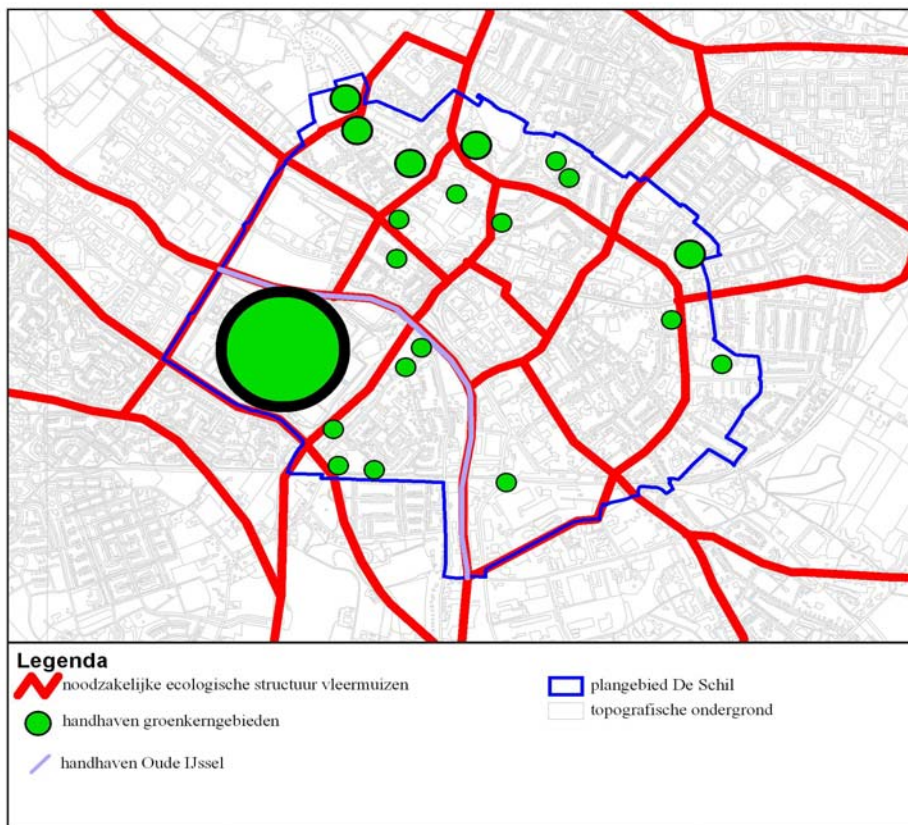 Legenda
noodzakelijke ecologische structuur vleermuizen
handhaven groenkerngebieden
handhaven Oude IJssel
plangebied De Schil
topografische ondergrond